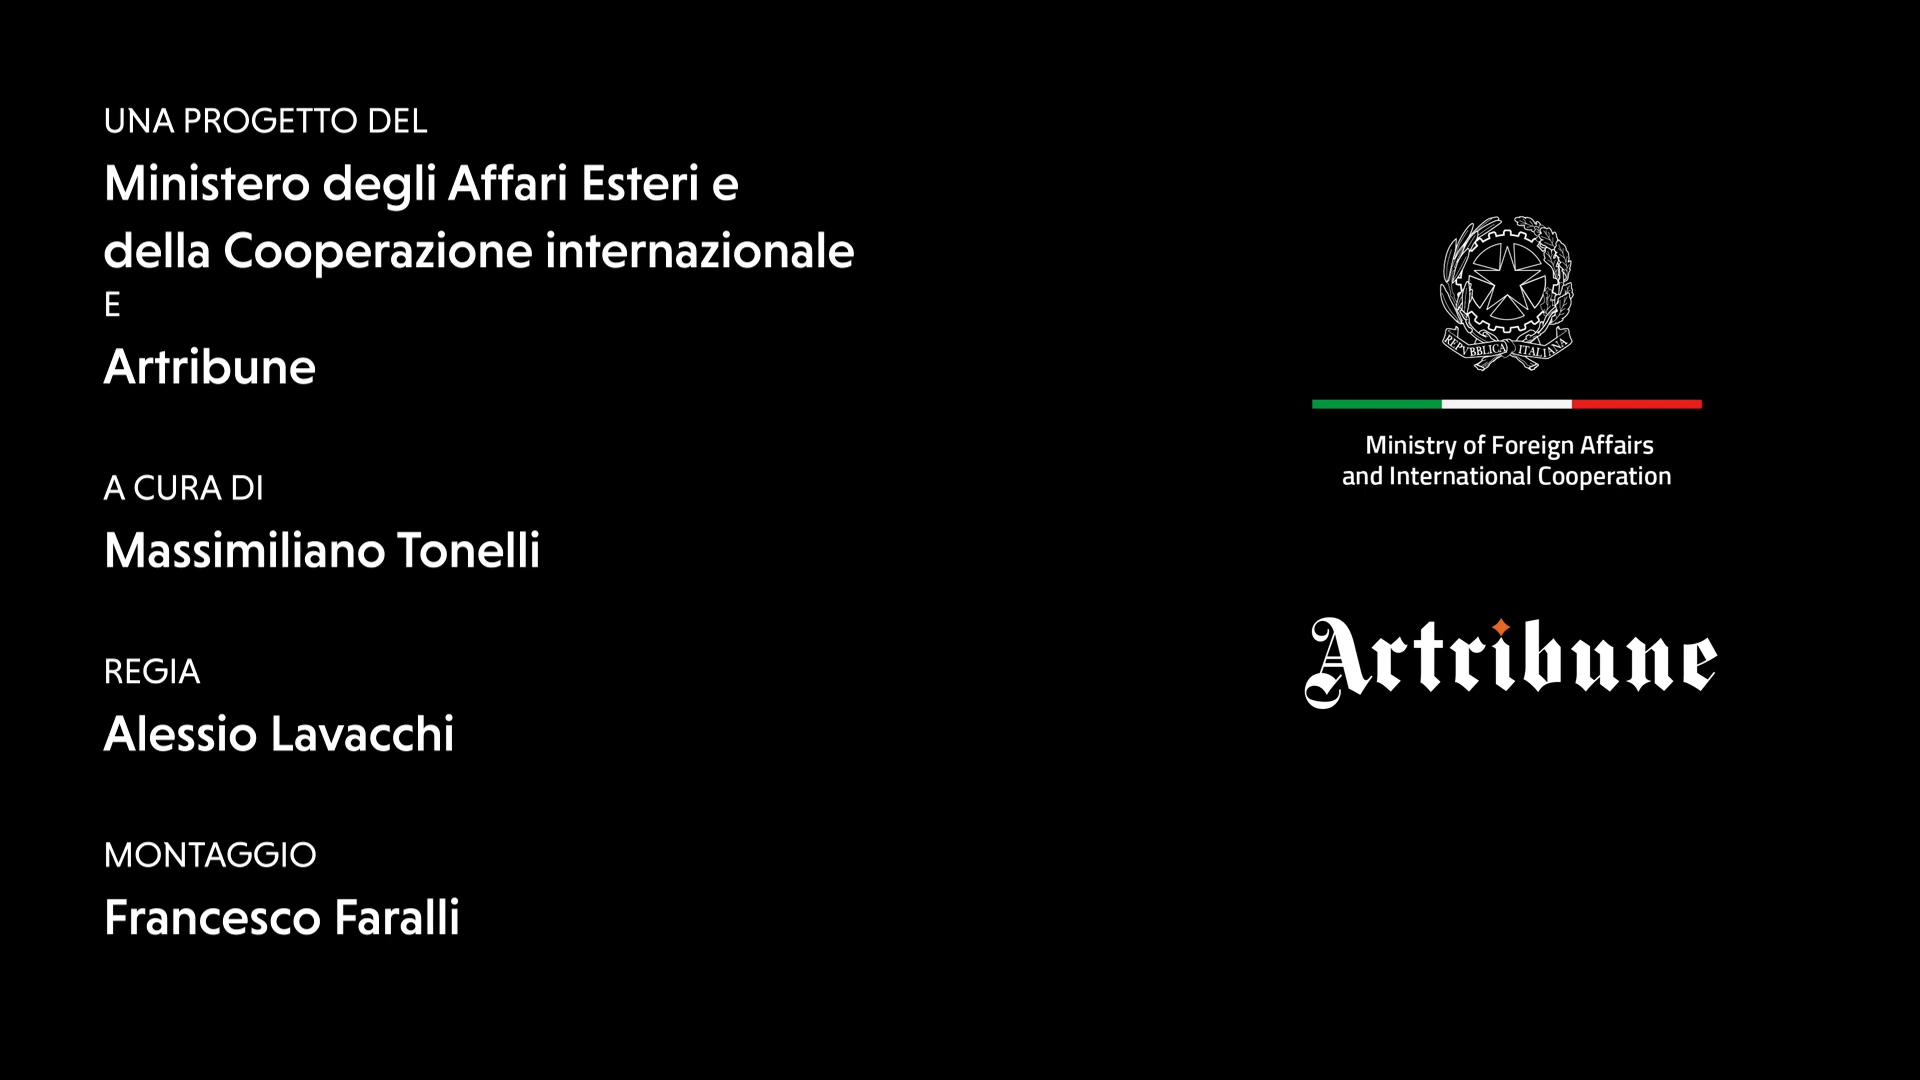 UNA PROGETTO DEL
Ministero degli Affari Esteri e
della Cooperazione internazionale
E
Artribune
A CURA DI
Massimiliano Tonelli
REGIA
Alessio Lavacchi
MONTAGGIO
Francesco Faralli
REPVBBLICA ITALIANA
Ministry of Foreign Affairs
and International Cooperation
Artribune